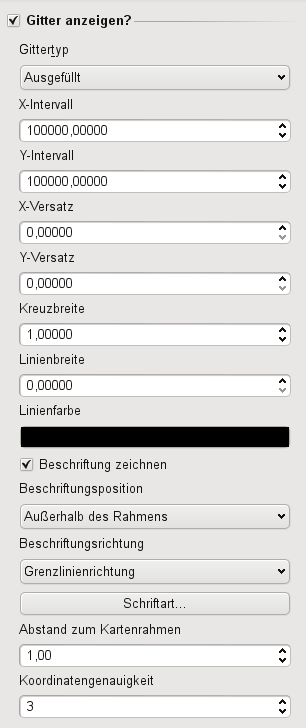 Gitter anzeigen?
Gittertyp
Ausgefüllt
X-Intervall
100000,00000
Y-Intervall
100000,00000
X-Versatz
0,00000
Y-Versatz
0,00000
Kreuzbreite
1,00000
Linienbreite
0,00000
Linienfarbe
Beschriftung zeichnen
Beschriftungsposition
Außerhalb des Rahmens
Beschriftungsrichtung
Grenzlinienrichtung
Schriftart...
Abstand zum Kartenrahmen
1,00
Koordinatengenauigkeit
3